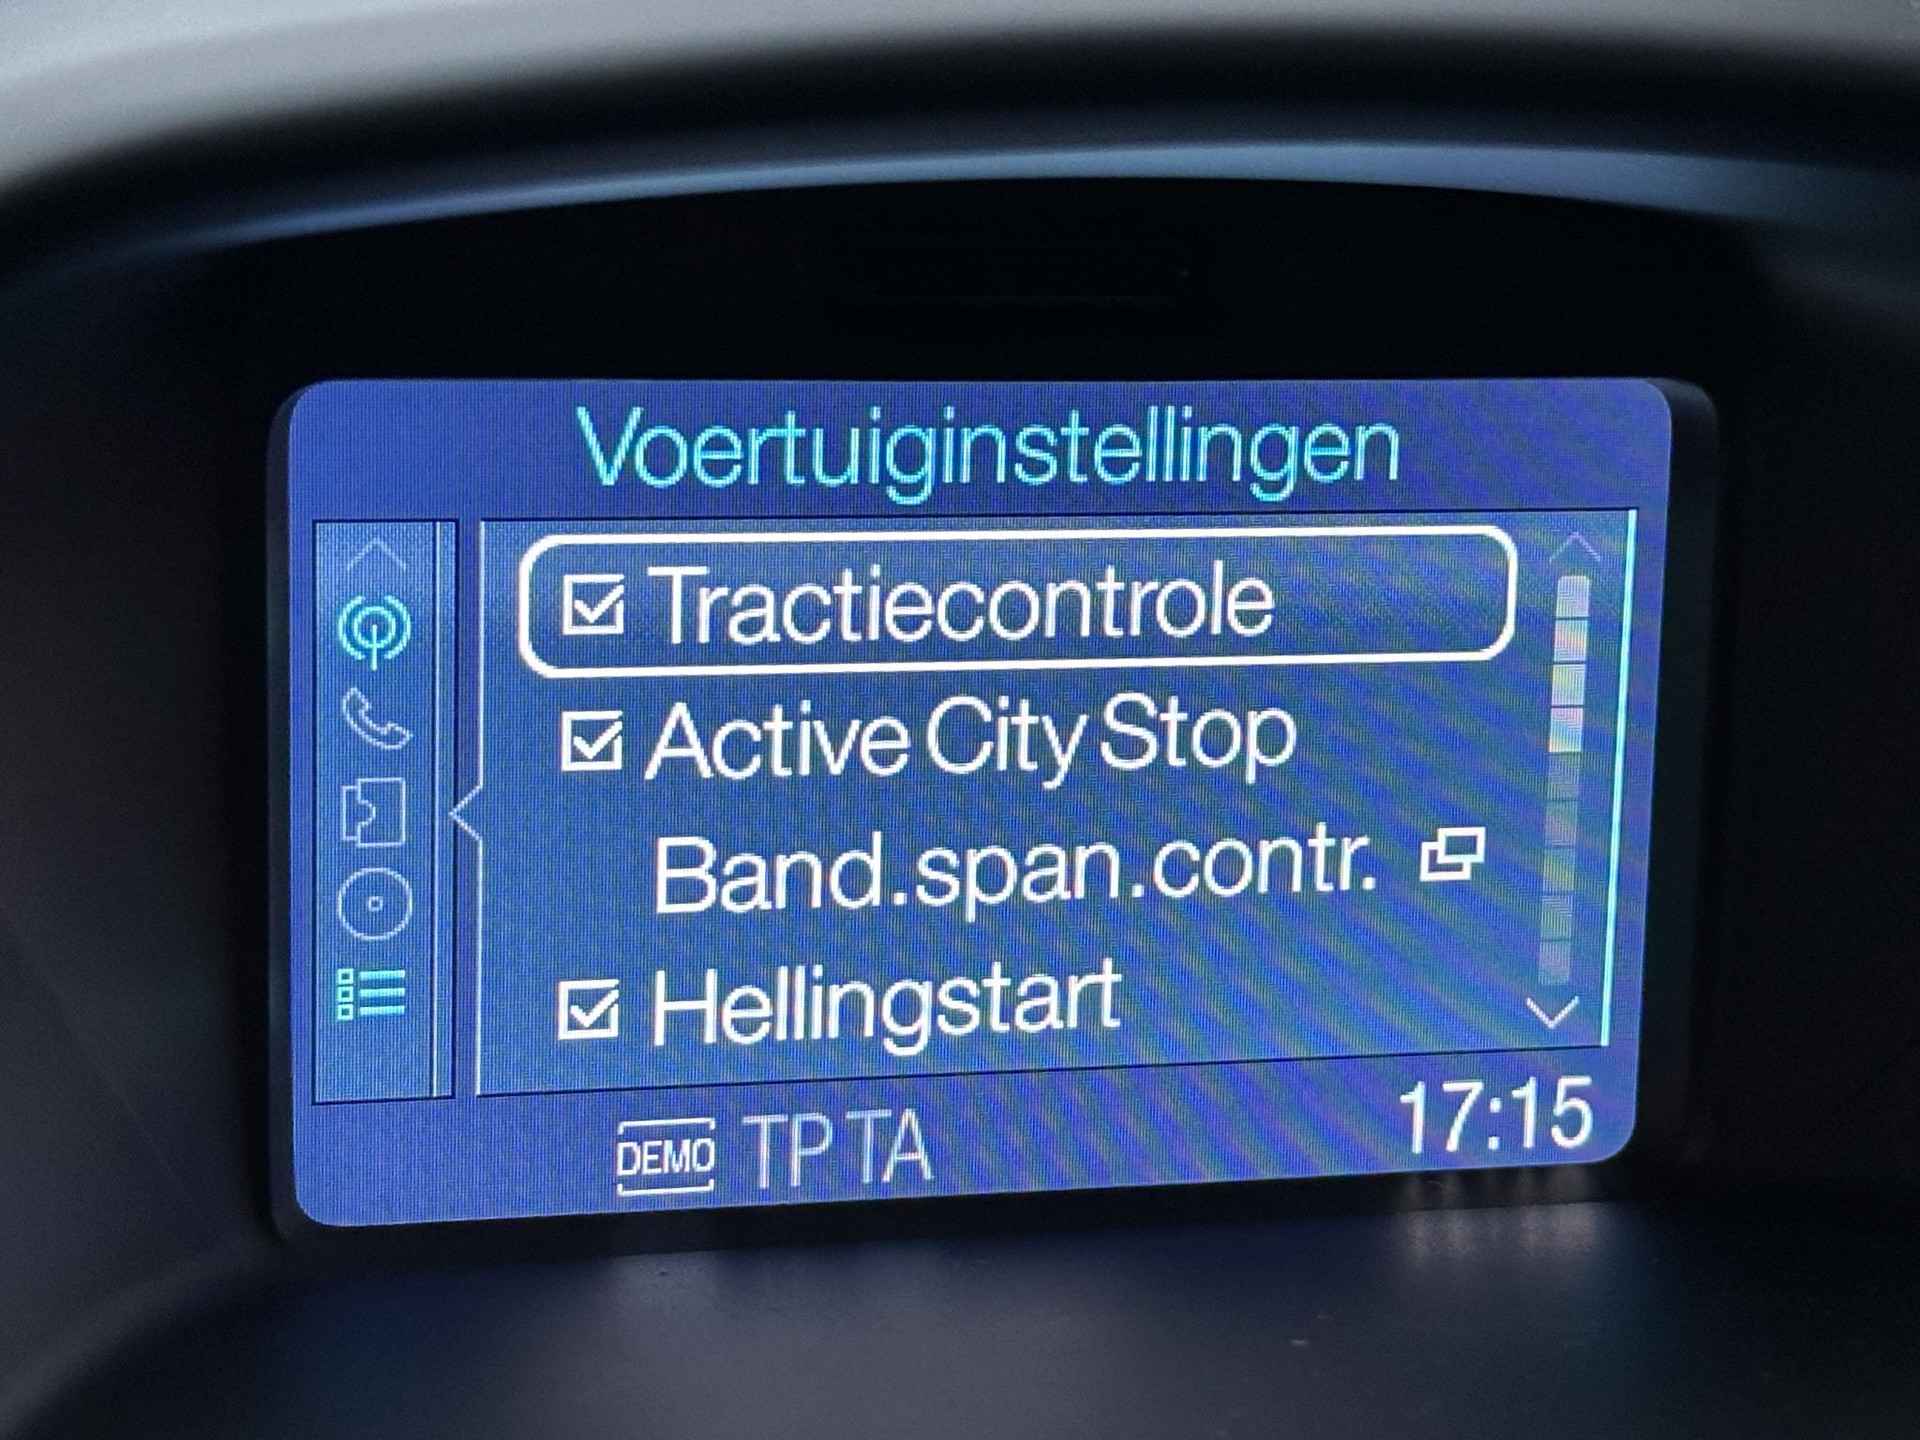 Voertuiginstellingen
Tractiecontrole
Active City Stop
Band.span.contr.
Hellingstart
DEMO TP TA 17:15